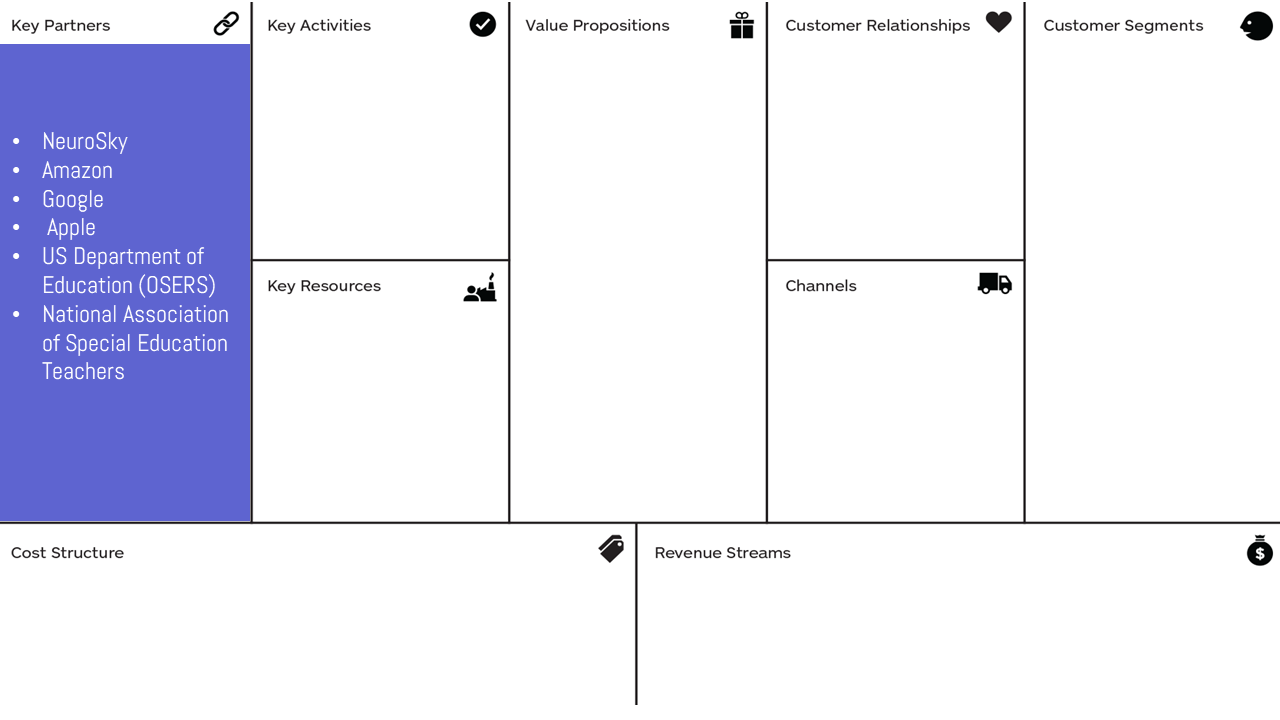 Key Partners
• NeuroSky
• Amazon
• Google
• Apple
• US Department of
Education (OSERS)
• National Association
of Special Education
Teachers
Key Activities
Key Resources
Value Propositions
Customer Relationships
Channels
Customer Segments
Cost Structure
Revenue Streams
$